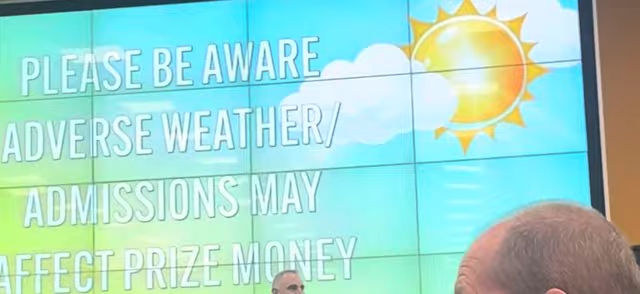 PLEASE BE AWARE
ADVERSE WEATHER/
ADMISSIONS MAY
AFFECT PRIZE MONEY